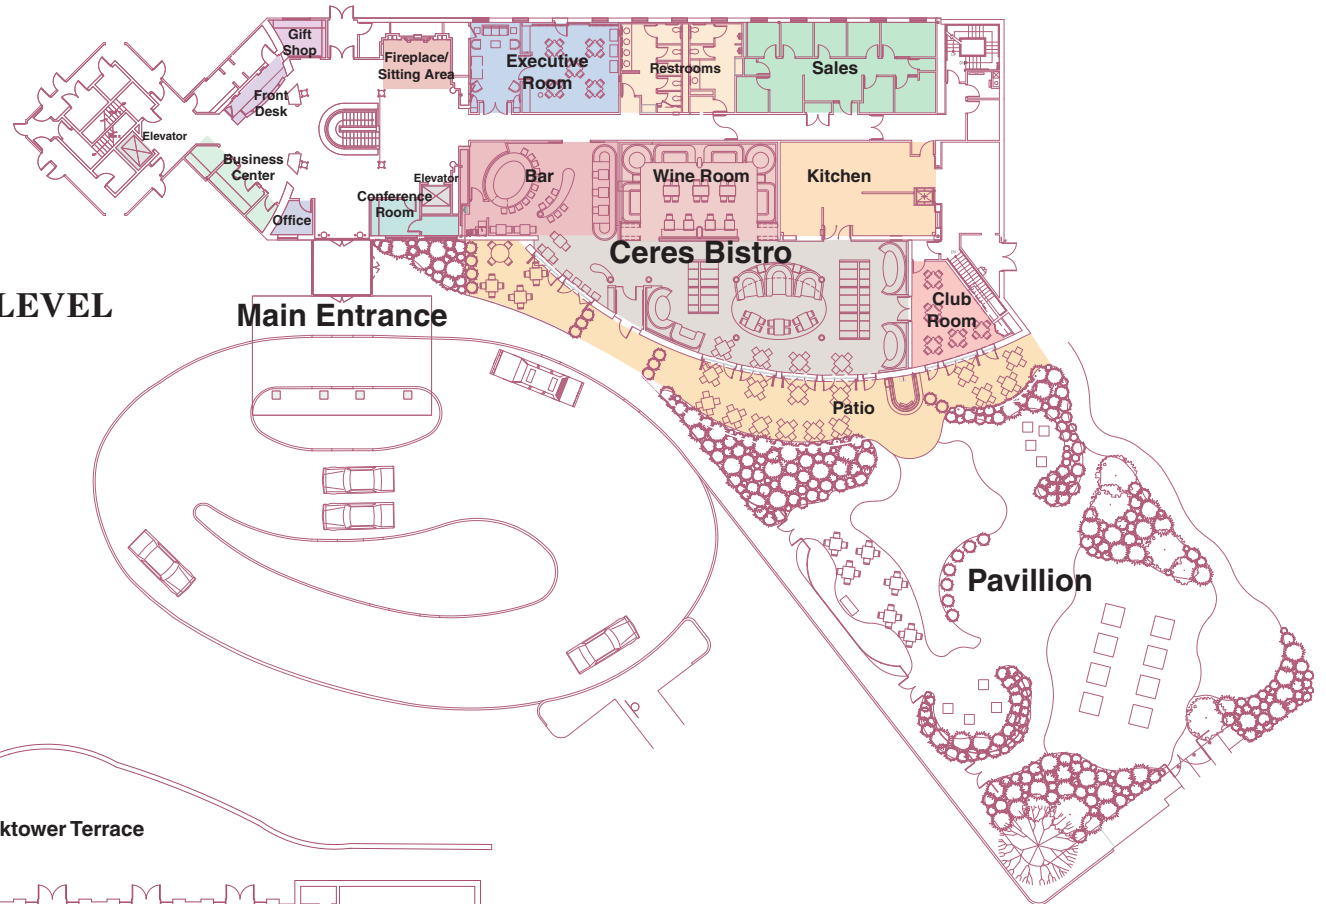 Gift
Shop
Fireplace/
Sitting Area
Executive
Room
Restrooms
Sales
Front
Desk
Elevator
Business
Center
Elevator
Bar
Wine Room
Kitchen
Conference
Room
Office
Ceres Bistro
LEVEL
Main Entrance
Club
Room
Patio
Pavillion
ktower Terrace